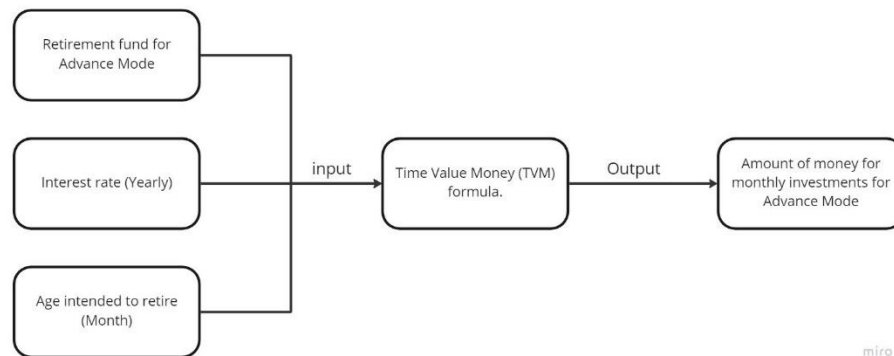 Retirement fund for
Advance Mode
Interest rate (Yearly)
Age intended to retire
(Month)
input
Time Value Money (TVM)
formula.
Output
Amount of money for
monthly investments for
Advance Mode
miro